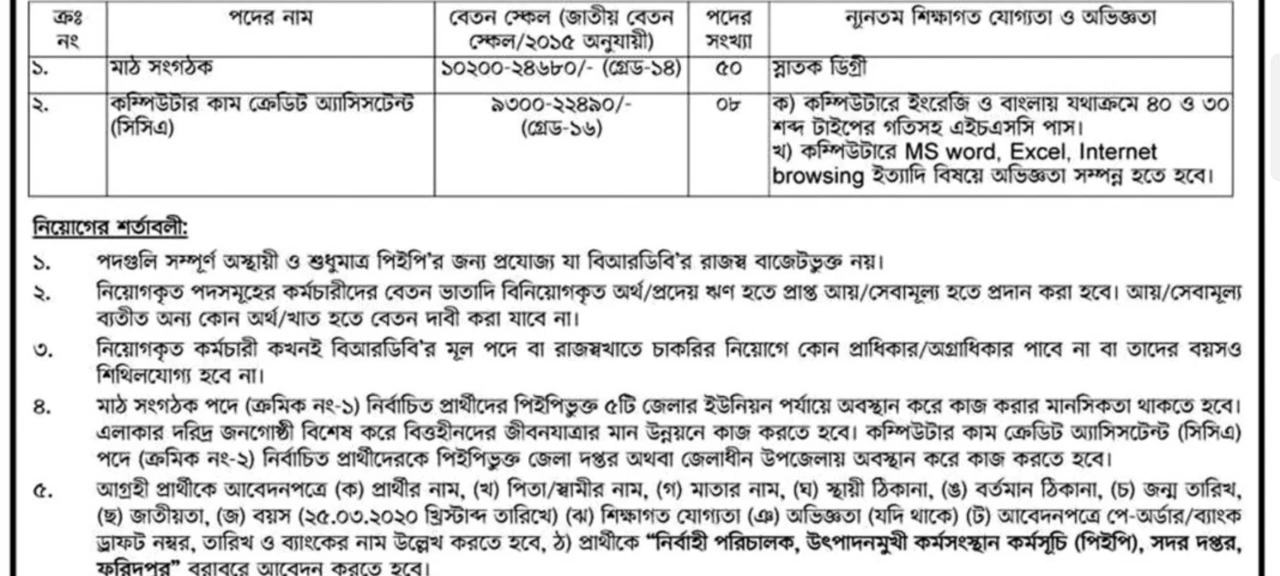 ক্রঃ নং পদের নাম বেতন স্কেল (জাতীয় বেতন স্কেল/২০১৫ অনুযায়ী) পদের সংখ্যা ন্যূনতম শিক্ষাগত যোগ্যতা ও অভিজ্ঞতা
১. মাঠ সংগঠক ১০২০০-২৪৬৮০/- (গ্রেড-১৪) ৫০ স্নাতক ডিগ্রী
২. কম্পিউটার কাম ক্রেডিট অ্যাসিসটেন্ট (সিসিএ) ৯৩০০-২২৪৯০/- (গ্রেড-১৬) ০৮ ক) কম্পিউটারে ইংরেজি ও বাংলায় যথাক্রমে ৪০ ও ৩০
শব্দ টাইপের গতিসহ এইচএসসি পাস।
খ) কম্পিউটারে MS word, Excel, Internet
browsing ইত্যাদি বিষয়ে অভিজ্ঞতা সম্পন্ন হতে হবে।
নিয়োগের শর্তাবলী:
১. পদগুলি সম্পূর্ণ অস্থায়ী ও শুধুমাত্র পিইপি'র জন্য প্রযোজ্য যা বিআরডিবি'র রাজস্ব বাজেটভুক্ত নয়।
২. নিয়োগকৃত পদসমূহের কর্মচারীদের বেতন ভাতাদি বিনিয়োগকৃত অর্থ/প্রদেয় ঋণ হতে প্রাপ্ত আয়/সেবামূল্য হতে প্রদান করা হবে। আয়/সেবামূল্য
ব্যতীত অন্য কোন অর্থ/খাত হতে বেতন দাবী করা যাবে না।
৩. নিয়োগকৃত কর্মচারী কখনই বিআরডিবি'র মূল পদে বা রাজস্বখাতে চাকরির নিয়োগে কোন প্রাধিকার/অগ্রাধিকার পাবে না বা তাদের বয়সও
শিথিলযোগ্য হবে না।
৪. মাঠ সংগঠক পদে (ক্রমিক নং-১) নির্বাচিত প্রার্থীদের পিইপিভুক্ত ৫টি জেলার ইউনিয়ন পর্যায়ে অবস্থান করে কাজ করার মানসিকতা থাকতে হবে।
এলাকার দরিদ্র জনগোষ্ঠী বিশেষ করে বিত্তহীনদের জীবনযাত্রার মান উন্নয়নে কাজ করতে হবে। কম্পিউটার কাম ক্রেডিট অ্যাসিসটেন্ট (সিসিএ)
পদে (ক্রমিক নং-২) নির্বাচিত প্রার্থীদেরকে পিইপিভুক্ত জেলা দপ্তর অথবা জেলাধীন উপজেলায় অবস্থান করে কাজ করতে হবে।
৫. আগ্রহী প্রার্থীকে আবেদনপত্রে (ক) প্রার্থীর নাম, (খ) পিতা/স্বামীর নাম, (গ) মাতার নাম, (ঘ) স্থায়ী ঠিকানা, (ঙ) বর্তমান ঠিকানা, (চ) জন্ম তারিখ,
(ছ) জাতীয়তা, (জ) বয়স (২৫.০৩.২০২০ খ্রিস্টাব্দ তারিখে) (ঝ) শিক্ষাগত যোগ্যতা (ঞ) অভিজ্ঞতা (যদি থাকে) (ট) আবেদনপত্রে পে-অর্ডার/ব্যাংক
ড্রাফট নম্বর, তারিখ ও ব্যাংকের নাম উল্লেখ করতে হবে, ঠ) প্রার্থীকে “নির্বাহী পরিচালক, উৎপাদনমুখী কর্মসংস্থান কর্মসূচি (পিইপি), সদর দপ্তর,
ফরিদপুর” বরাবরে আবেদন করতে হবে।